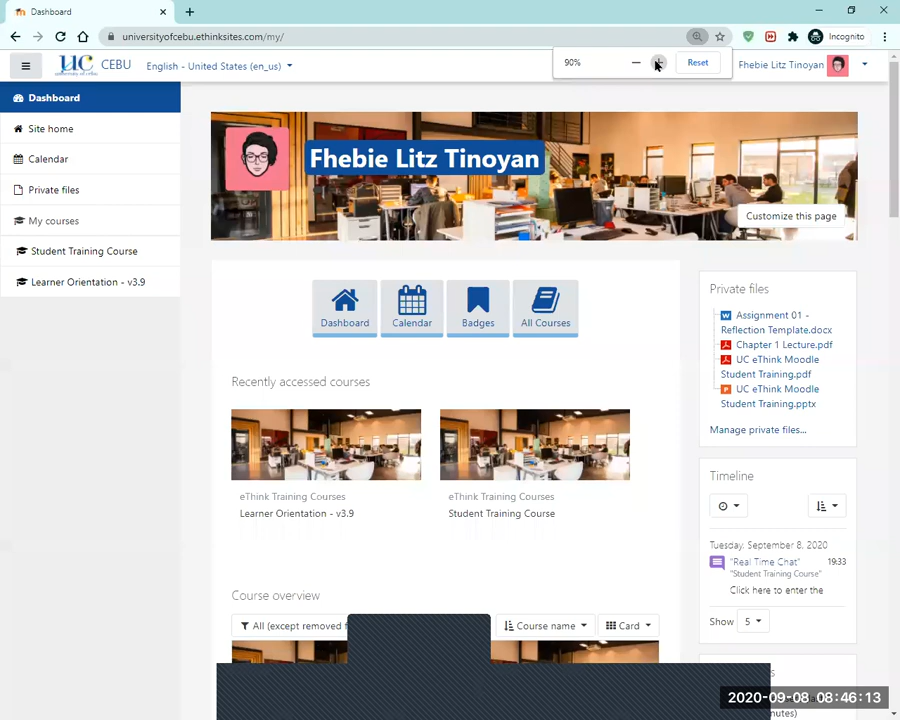 Dashboard
universityofcebu.ethinksites.com/my/
Incognito
UC
University of Cebu
CEBU
English - United States (en_us)
90%
Reset
Fhebie Litz Tinoyan
Dashboard
Site home
Calendar
Private files
My courses
Student Training Course
Learner Orientation - v3.9
Fhebie Litz Tinoyan
Customize this page
Dashboard
Calendar
Badges
All Courses
Recently accessed courses
eThink Training Courses
Learner Orientation - v3.9
eThink Training Courses
Student Training Course
Course overview
All (except removed f
Course name
Card
Private files
Assignment 01 -
Reflection Template.docx
Chapter 1 Lecture.pdf
UC eThink Moodle
Student Training.pdf
UC eThink Moodle
Student Training.pptx
Manage private files...
Timeline
Tuesday, September 8, 2020
"Real Time Chat"
19:33
"Student Training Course"
Click here to enter the
Show
5
2020-09-08 08:46:13
nutes)